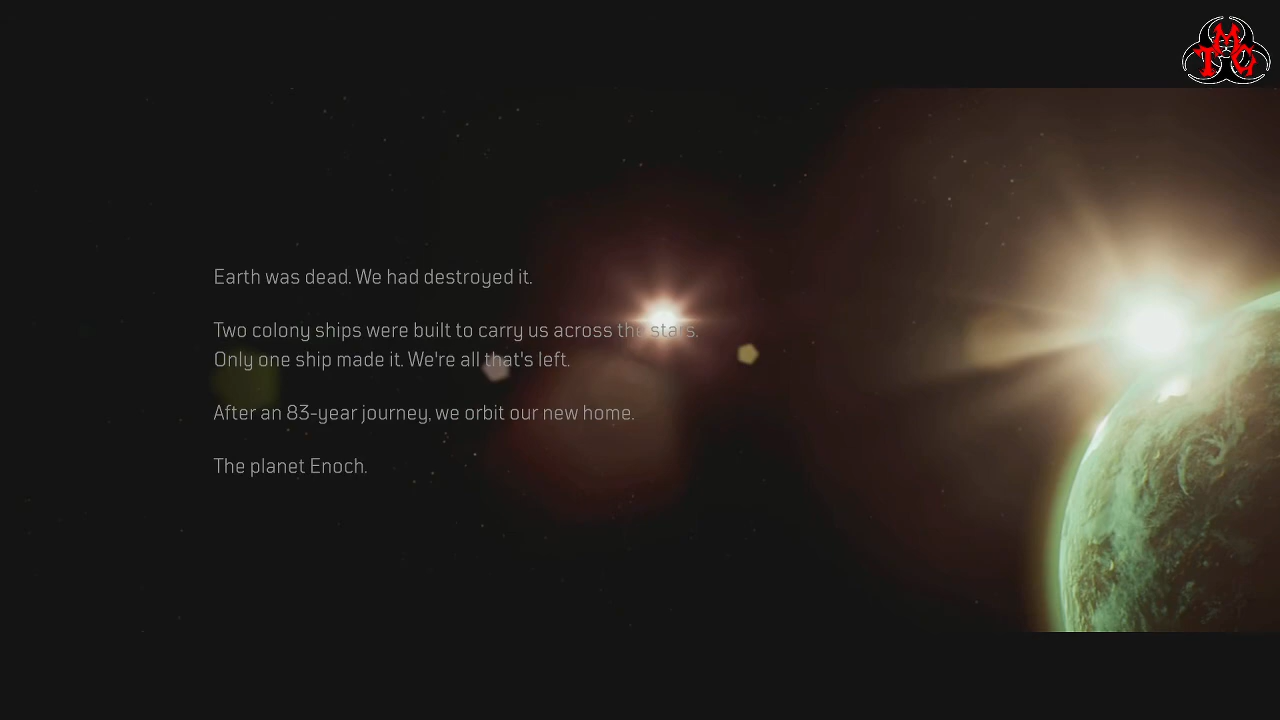 TMG
Earth was dead. We had destroyed it.
Two colony ships were built to carry us across the stars.
Only one ship made it. We're all that's left.
After an 83-year journey, we orbit our new home.
The planet Enoch.